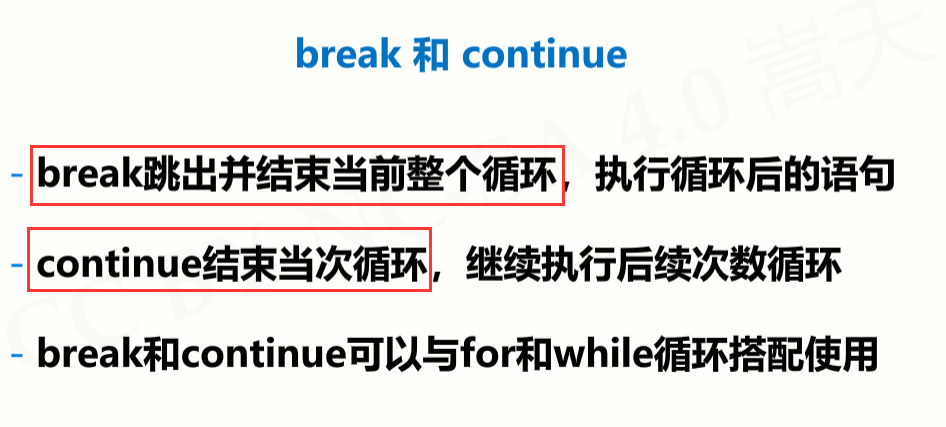 break 和 continue
- break跳出并结束当前整个循环，执行循环后的语句
- continue结束当次循环，继续执行后续次数循环
- break和continue可以与for和while循环搭配使用
CC BY-NC-SA 4.0 嵩天